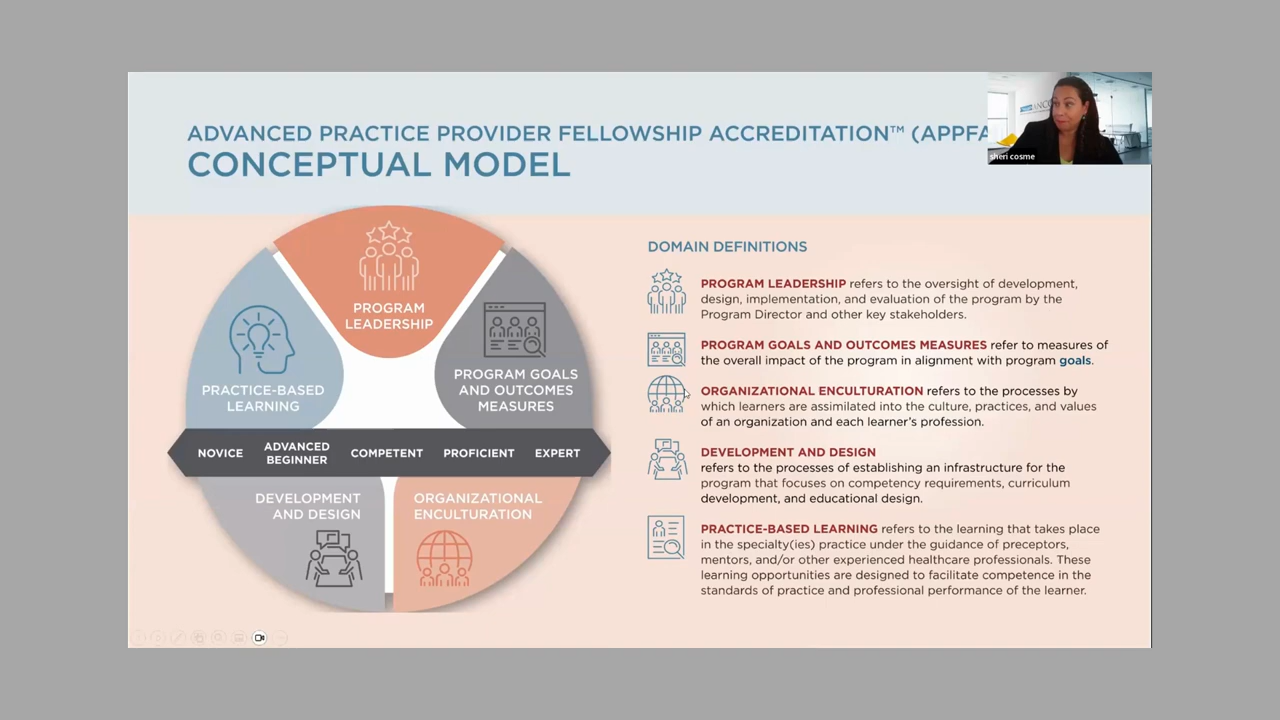 ADVANCED PRACTICE PROVIDER FELLOWSHIP ACCREDITATION™ (APPFA
CONCEPTUAL MODEL
ANCC
sheri cosme
PROGRAM
LEADERSHIP
PRACTICE-BASED
LEARNING
PROGRAM GOALS
AND OUTCOMES
MEASURES
NOVICE
ADVANCED
BEGINNER
COMPETENT
PROFICIENT
EXPERT
DEVELOPMENT
AND DESIGN
ORGANIZATIONAL
ENCULTURATION
DOMAIN DEFINITIONS
PROGRAM LEADERSHIP refers to the oversight of development,
design, implementation, and evaluation of the program by the
Program Director and other key stakeholders.
PROGRAM GOALS AND OUTCOMES MEASURES refer to measures of
the overall impact of the program in alignment with program goals.
ORGANIZATIONAL ENCULTURATION refers to the processes by
which learners are assimilated into the culture, practices, and values
of an organization and each learner's profession.
DEVELOPMENT AND DESIGN
refers to the processes of establishing an infrastructure for the
program that focuses on competency requirements, curriculum
development, and educational design.
PRACTICE-BASED LEARNING refers to the learning that takes place
in the specialty(ies) practice under the guidance of preceptors,
mentors, and/or other experienced healthcare professionals. These
learning opportunities are designed to facilitate competence in the
standards of practice and professional performance of the learner.